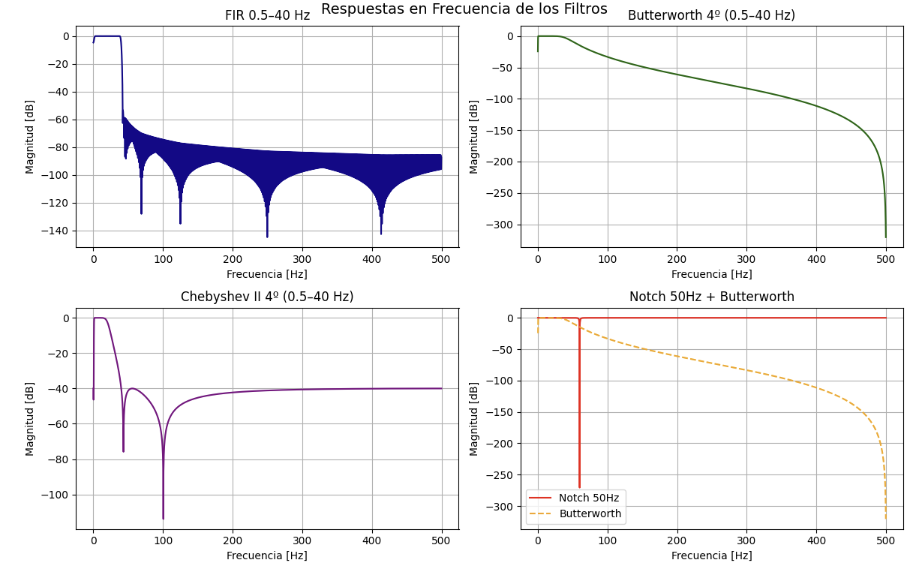 Respuestas en Frecuencia de los Filtros
FIR 0.5–40 Hz
Magnitud [dB]
0
−20
−40
−60
−80
−100
−120
−140
0 100 200 300 400 500
Frecuencia [Hz]
Butterworth 4º (0.5–40 Hz)
Magnitud [dB]
0
−50
−100
−150
−200
−250
−300
0 100 200 300 400 500
Frecuencia [Hz]
Chebyshev II 4º (0.5–40 Hz)
Magnitud [dB]
0
−20
−40
−60
−80
−100
0 100 200 300 400 500
Frecuencia [Hz]
Notch 50Hz + Butterworth
Magnitud [dB]
0
−50
−100
−150
−200
−250
−300
Notch 50Hz
Butterworth
0 100 200 300 400 500
Frecuencia [Hz]